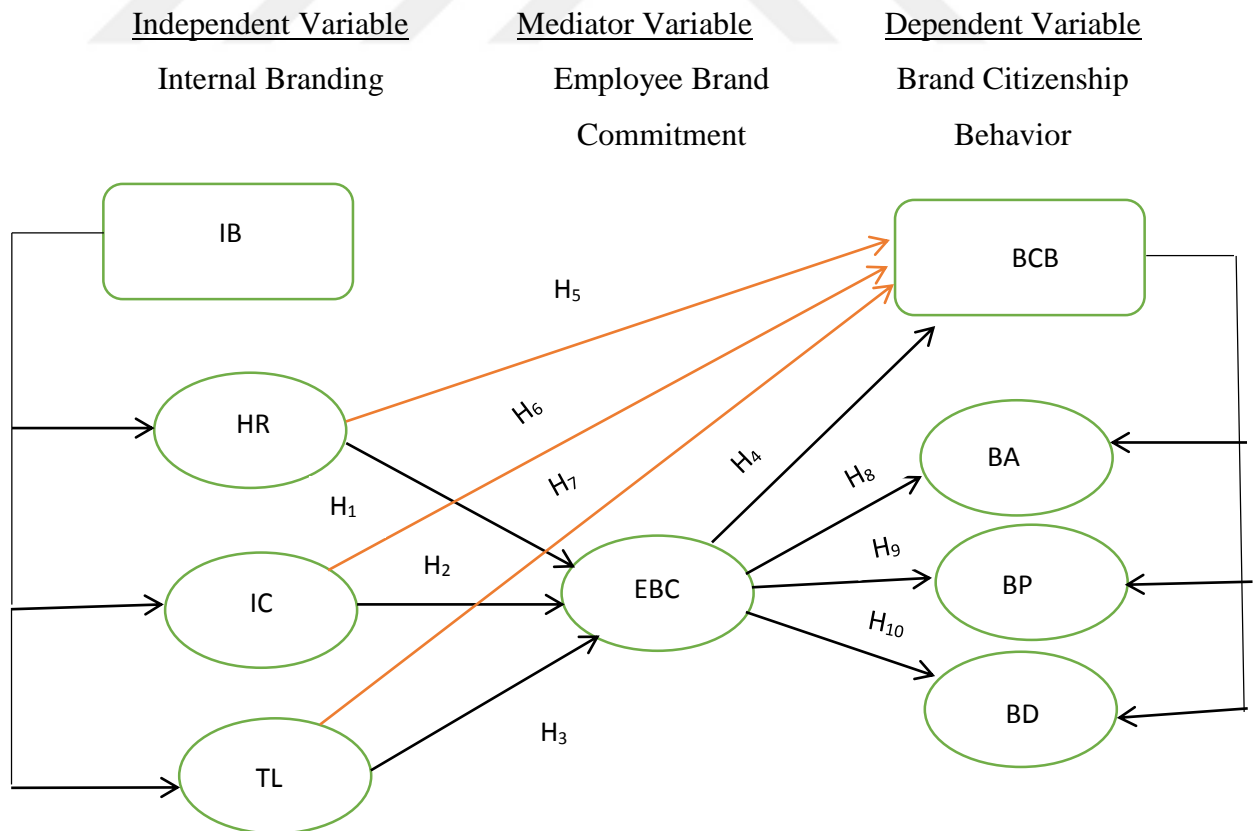 Independent Variable
Internal Branding
Mediator Variable
Employee Brand
Commitment
Dependent Variable
Brand Citizenship
Behavior
IB
BCB
H5
HR
H6
H7
H4
H8
BA
H1
H2
IC
EBC
H9
BP
H10
H3
TL
BD